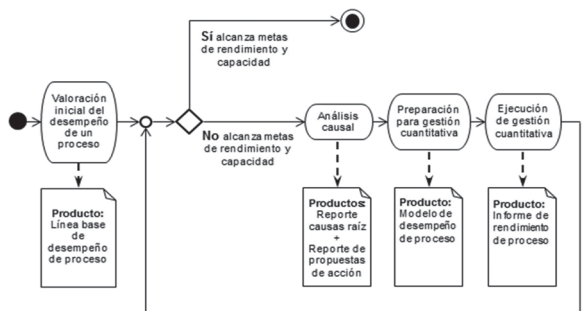 Sí alcanza metas
de rendimiento y
capacidad
Valoración
inicial del
desempeño
de un
proceso
No alcanza metas
de rendimiento y
capacidad
Análisis
causal
Preparación
para gestión
cuantitativa
Ejecución
de gestión
cuantitativa
Producto:
Línea base
de
desempeño
de proceso
Productos:
Reporte
causas raíz
+
Reporte de
propuestas
de acción
Producto:
Modelo de
desempeño
de proceso
Producto:
Informe de
rendimiento
de proceso